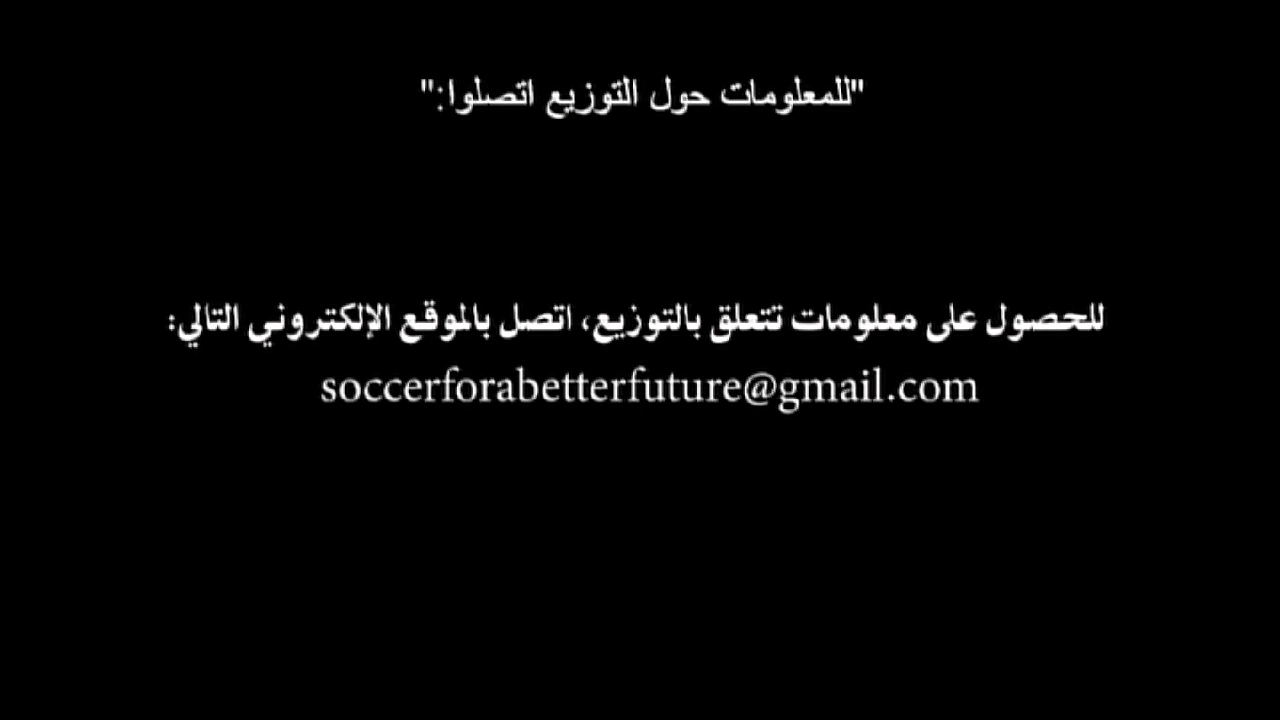 "للمعلومات حول التوزيع اتصلوا:"
للحصول على معلومات تتعلق بالتوزيع، اتصل بالموقع الإلكتروني التالي:
soccerforabetterfuture@gmail.com